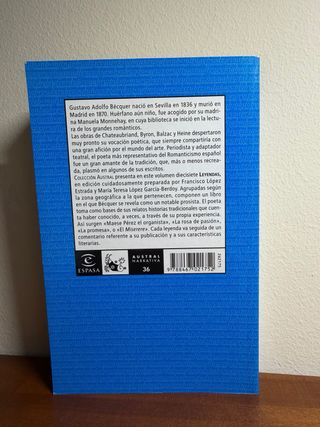 Gustavo Adolfo Bécquer nació en Sevilla en 1836 y murió en
Madrid en 1870. Huérfano aún niño, fue acogido por su madri-
na Manuela Monnehay, en cuya biblioteca se inició en la lectu-
ra de los grandes románticos.
Las obras de Chateaubriand, Byron, Balzac y Heine despertaron
muy pronto su vocación poética, que siempre compartiría con
una gran afición por el mundo del arte. Periodista y adaptador
teatral, el poeta más representativo del Romanticismo español
fue un gran amante de la tradición, que, más o menos recrea-
da, plasmó en algunos de sus escritos.
COLECCIÓN AUSTRAL presenta en este volumen diecisiete LEYENDAS,
en edición cuidadosamente preparada por Francisco López
Estrada y María Teresa López García-Berdoy. Agrupadas según
la zona geográfica a la que pertenecen, componen un libro
en el que Bécquer se revela como un notable prosista. El poeta
toma como bases de sus relatos historias tradicionales que cuen-
ta haber conocido, a veces, a través de su propia experiencia.
Así surgen «Maese Pérez el organista», «La rosa de pasión»,
«La promesa», o «El Miserere». Cada leyenda va seguida de un
comentario referente a su publicación y a sus características
literarias.
ESPASA
AUSTRAL
NARRATIVA
36
9 788467 021752